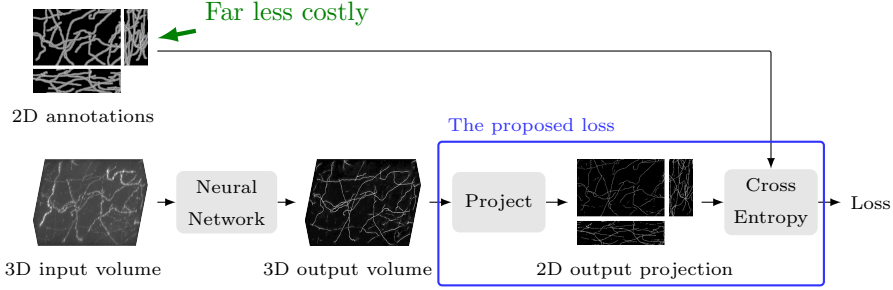 Far less costly
2D annotations
The proposed loss
Neural
Network
Project
Cross
Entropy
Loss
3D input volume
3D output volume
2D output projection